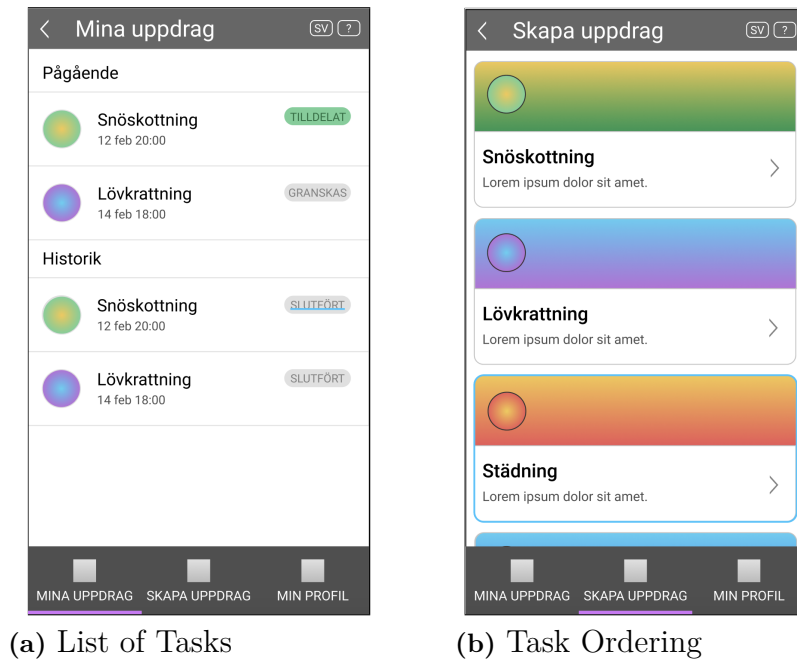 Mina uppdrag SV ?
Pågående
Snöskottning TILLDELAT
12 feb 20:00
Lövkrattning GRANSKAS
14 feb 18:00
Historik
Snöskottning SLUTFÖRT
12 feb 20:00
Lövkrattning SLUTFÖRT
14 feb 18:00
MINA UPPDRAG SKAPA UPPDRAG MIN PROFIL
(a) List of Tasks
Skapa uppdrag SV ?
Snöskottning
Lorem ipsum dolor sit amet.
Lövkrattning
Lorem ipsum dolor sit amet.
Städning
Lorem ipsum dolor sit amet.
MINA UPPDRAG SKAPA UPPDRAG MIN PROFIL
(b) Task Ordering